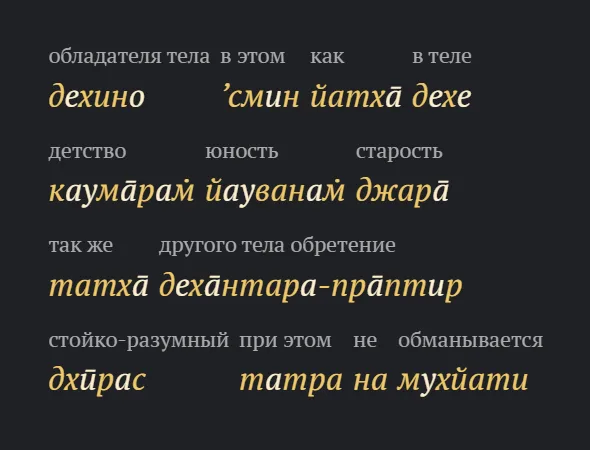 обладателя тела в этом как в теле
дехино ’смин йатха̄ дехе
детство юность старость
каума̄рам̇ йауванам̇ джара̄
так же другого тела обретение
татха̄ деха̄нтара-пра̄птир
стойко-разумный при этом не обманывается
дхӣрас татра на мухйати